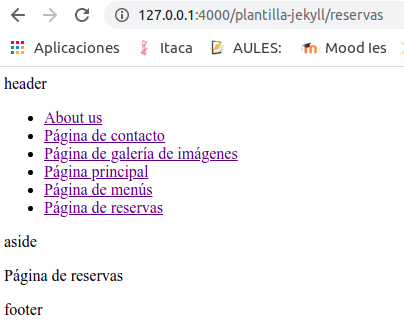 127.0.0.1:4000/plantilla-jekyll/reservas
Aplicaciones Itaca AULES: Mood Ies
header
About us
Página de contacto
Página de galería de imágenes
Página principal
Página de menús
Página de reservas
aside
Página de reservas
footer